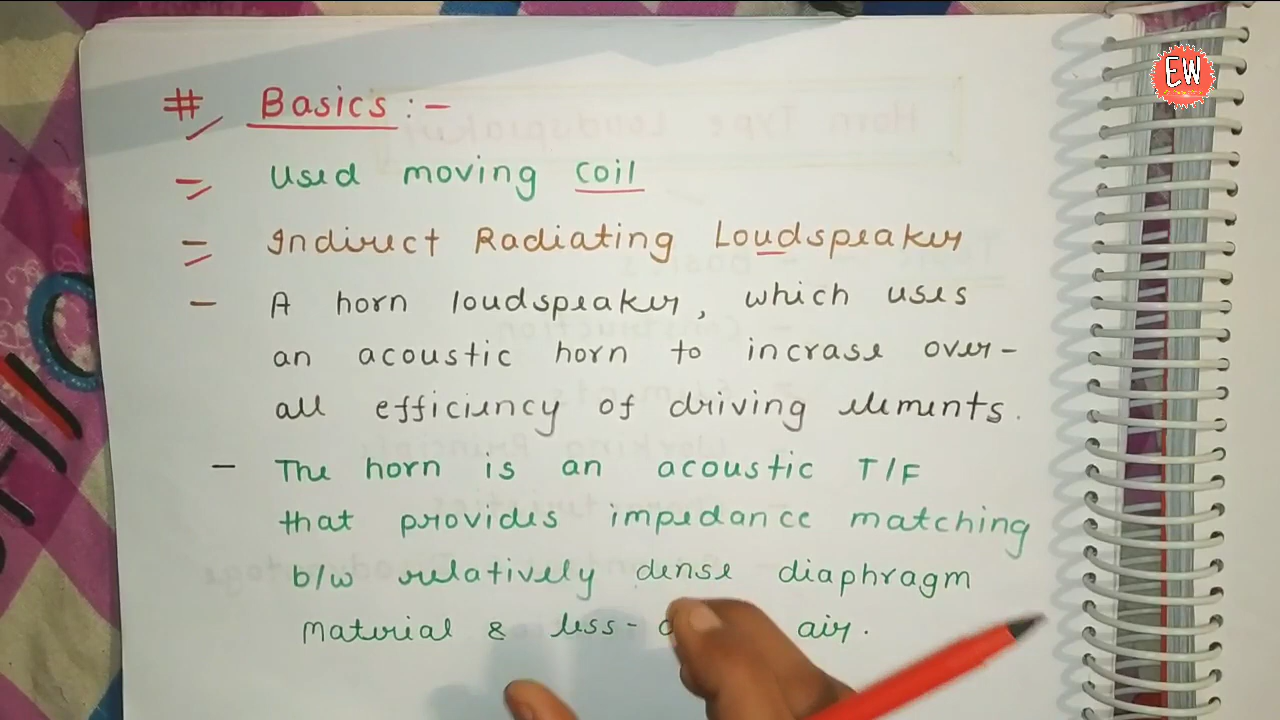 EW
# Basics :-
- Used moving coil
- Indirect Radiating Loudspeaker
- A horn loudspeaker, which uses
an acoustic horn to incrase over-
all efficiency of driving elements.
- The horn is an acoustic T/F
that provides impedance matching
b/w relatively dense diaphragm
material & less- air.